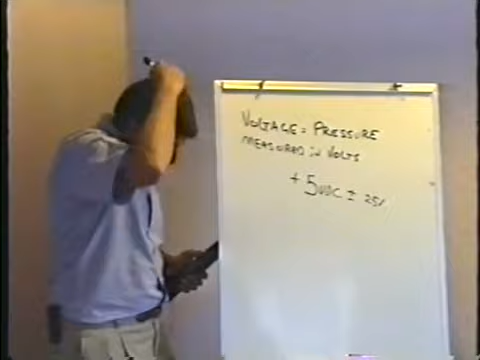 VOLTAGE = PRESSURE
MEASURED IN VOLTS
+ 5VDC ± 25%